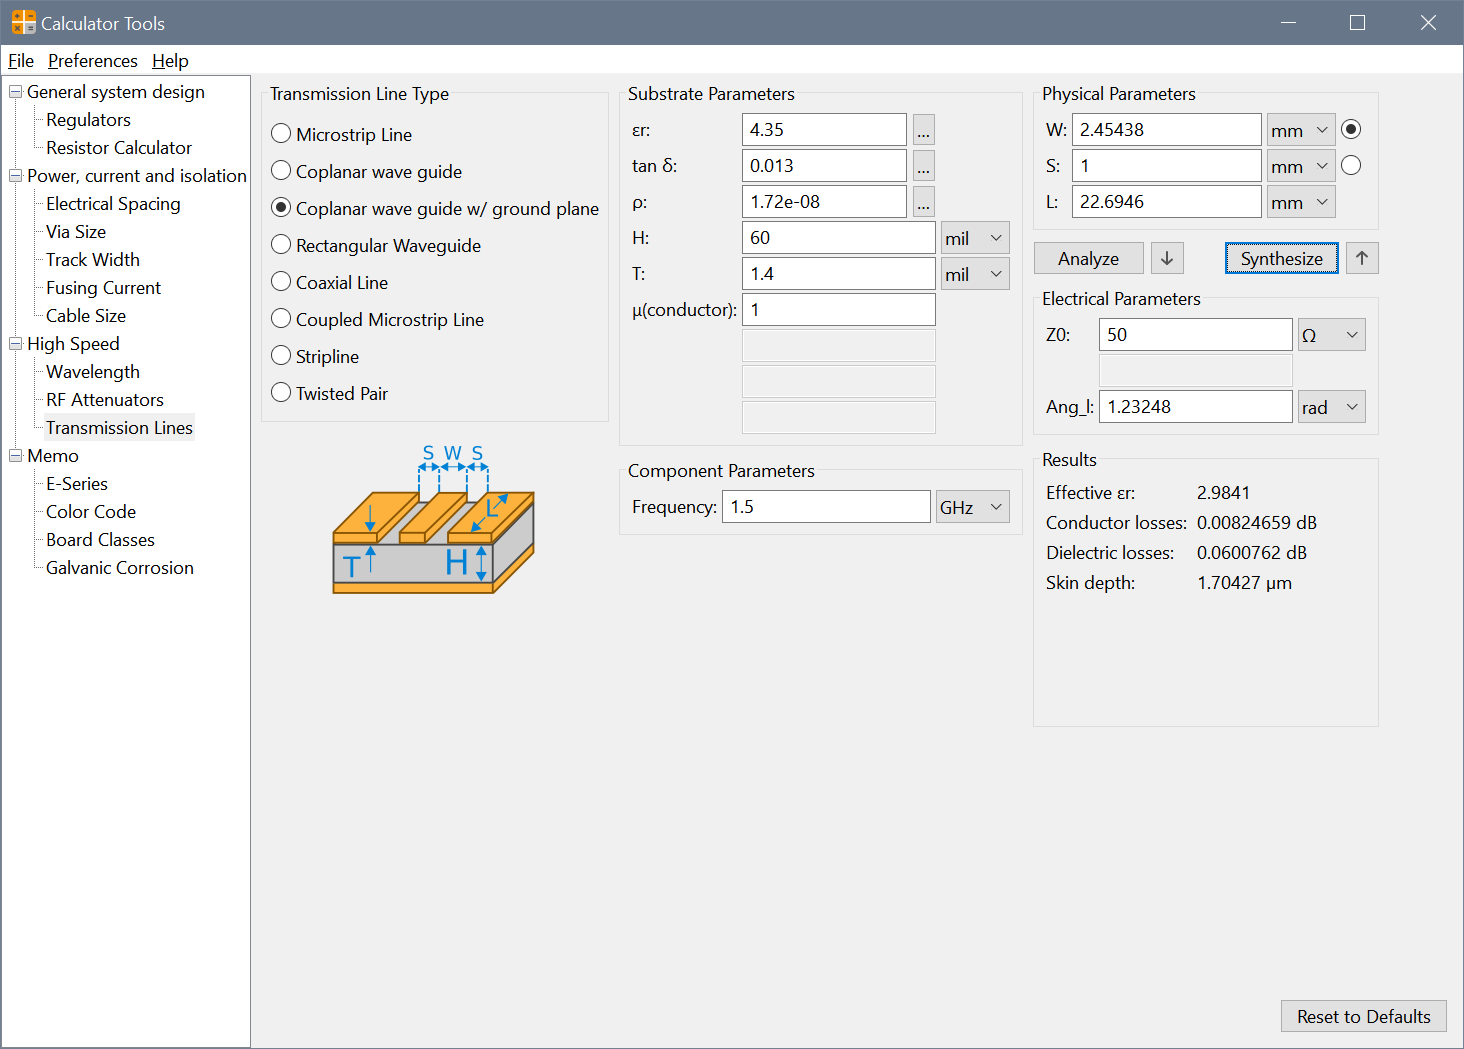 Calculator Tools
File Preferences Help
General system design
Regulators
Resistor Calculator
Power, current and isolation
Electrical Spacing
Via Size
Track Width
Fusing Current
Cable Size
High Speed
Wavelength
RF Attenuators
Transmission Lines
Memo
E-Series
Color Code
Board Classes
Galvanic Corrosion
Transmission Line Type
Microstrip Line
Coplanar wave guide
Coplanar wave guide w/ ground plane
Rectangular Waveguide
Coaxial Line
Coupled Microstrip Line
Stripline
Twisted Pair
S W S
L
T H
Substrate Parameters
εr: 4.35 ...
tan δ: 0.013 ...
ρ: 1.72e-08 ...
H: 60 mil
T: 1.4 mil
μ(conductor): 1
Component Parameters
Frequency: 1.5 GHz
Physical Parameters
W: 2.45438 mm
S: 1 mm
L: 22.6946 mm
Analyze Synthesize
Electrical Parameters
Z0: 50 Ω
Ang_l: 1.23248 rad
Results
Effective εr: 2.9841
Conductor losses: 0.00824659 dB
Dielectric losses: 0.0600762 dB
Skin depth: 1.70427 μm
Reset to Defaults